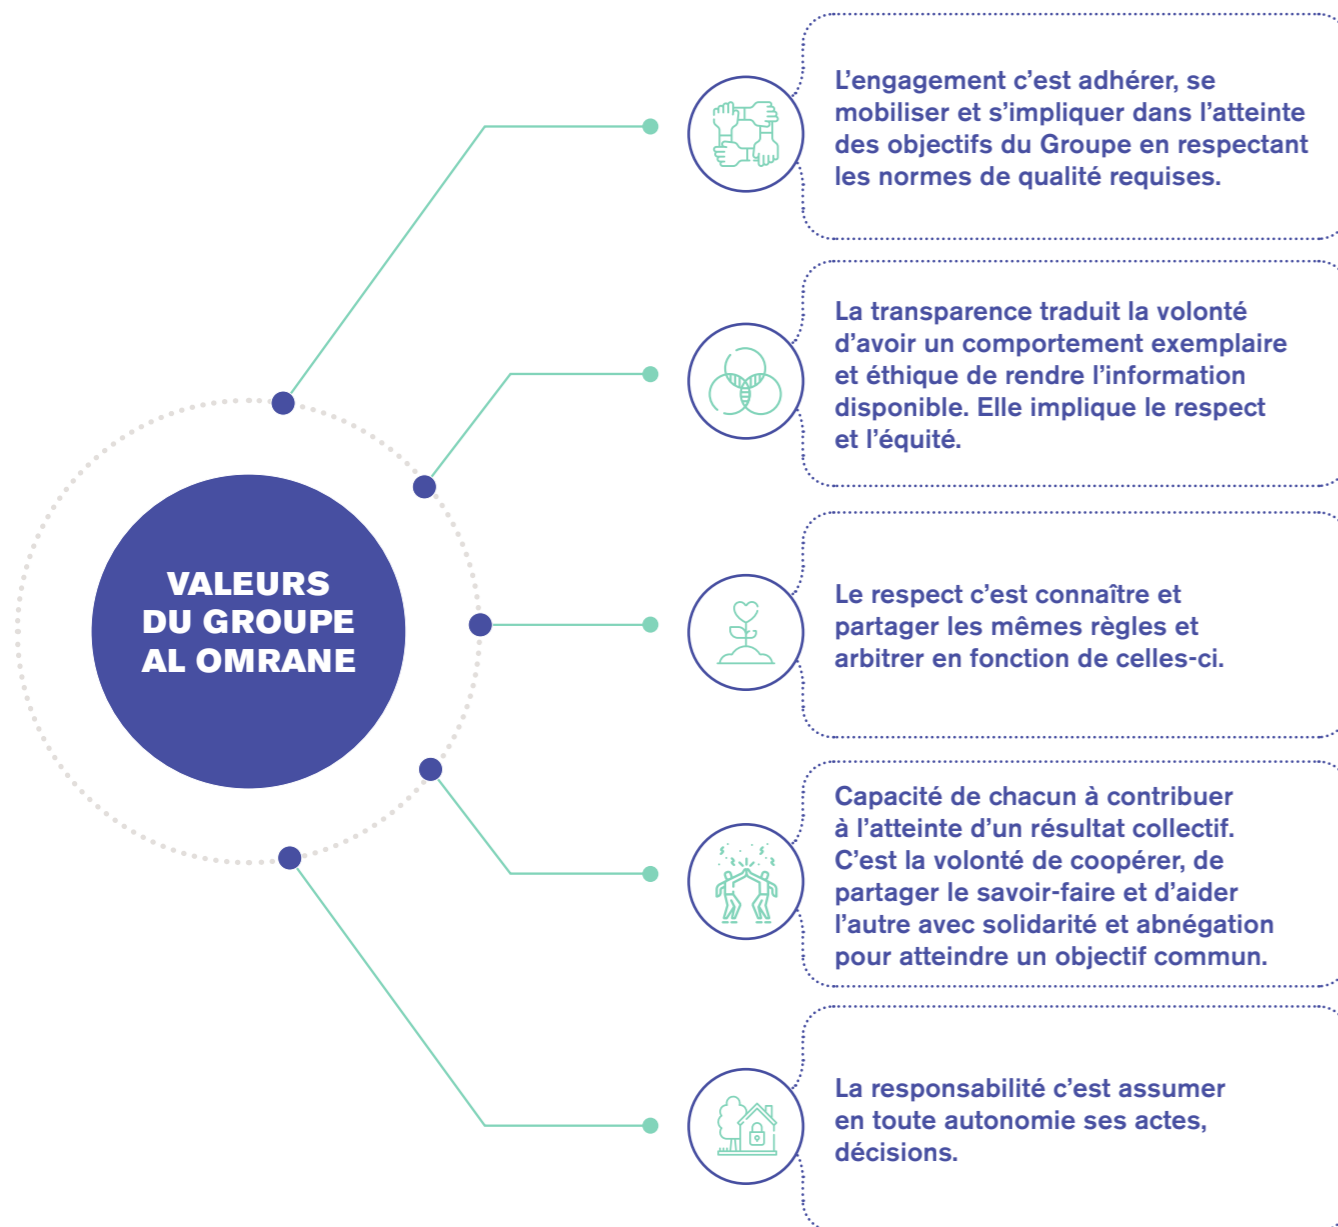 VALEURS
DU GROUPE
AL OMRANE
L’engagement c’est adhérer, se
mobiliser et s’impliquer dans l’atteinte
des objectifs du Groupe en respectant
les normes de qualité requises.
La transparence traduit la volonté
d’avoir un comportement exemplaire
et éthique de rendre l’information
disponible. Elle implique le respect
et l’équité.
Le respect c’est connaître et
partager les mêmes règles et
arbitrer en fonction de celles-ci.
Capacité de chacun à contribuer
à l’atteinte d’un résultat collectif.
C’est la volonté de coopérer, de
partager le savoir-faire et d’aider
l’autre avec solidarité et abnégation
pour atteindre un objectif commun.
La responsabilité c’est assumer
en toute autonomie ses actes,
décisions.